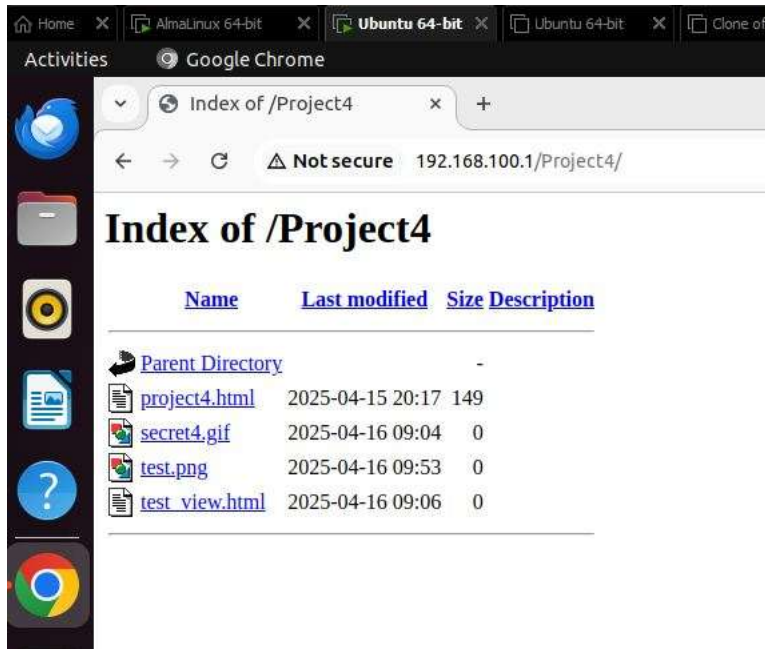 Home AlmaLinux 64-bit Ubuntu 64-bit Ubuntu 64-bit Clone of
Activities Google Chrome
Index of /Project4
Not secure 192.168.100.1/Project4/
Index of /Project4
Name Last modified Size Description
Parent Directory -
project4.html 2025-04-15 20:17 149
secret4.gif 2025-04-16 09:04 0
test.png 2025-04-16 09:53 0
test_view.html 2025-04-16 09:06 0